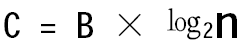 C = B × log₂n